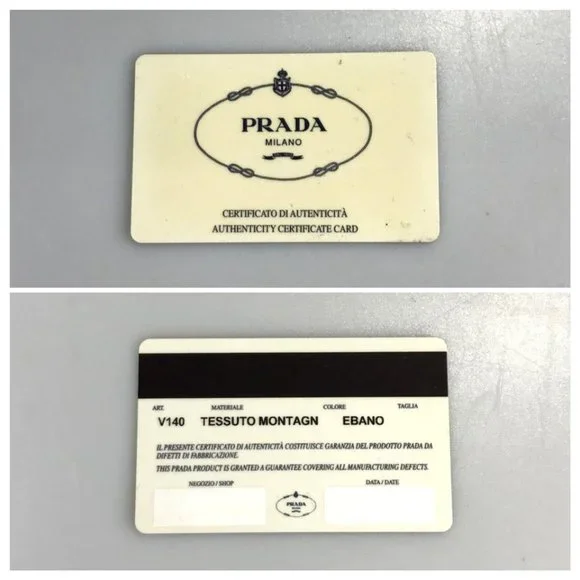 PRADA
MILANO
CERTIFICATO DI AUTENTICITÀ
AUTHENTICITY CERTIFICATE CARD
ART. MATERIALE COLORE TAGLIA
V140 TESSUTO MONTAGN EBANO
IL PRESENTE CERTIFICATO DI AUTENTICITÀ COSTITUISCE GARANZIA DEL PRODOTTO PRADA DA
DIFETTI DI FABBRICAZIONE.
THIS PRADA PRODUCT IS GRANTED A GUARANTEE COVERING ALL MANUFACTURING DEFECTS.
NEGOZIO / SHOP DATA / DATE
PRADA